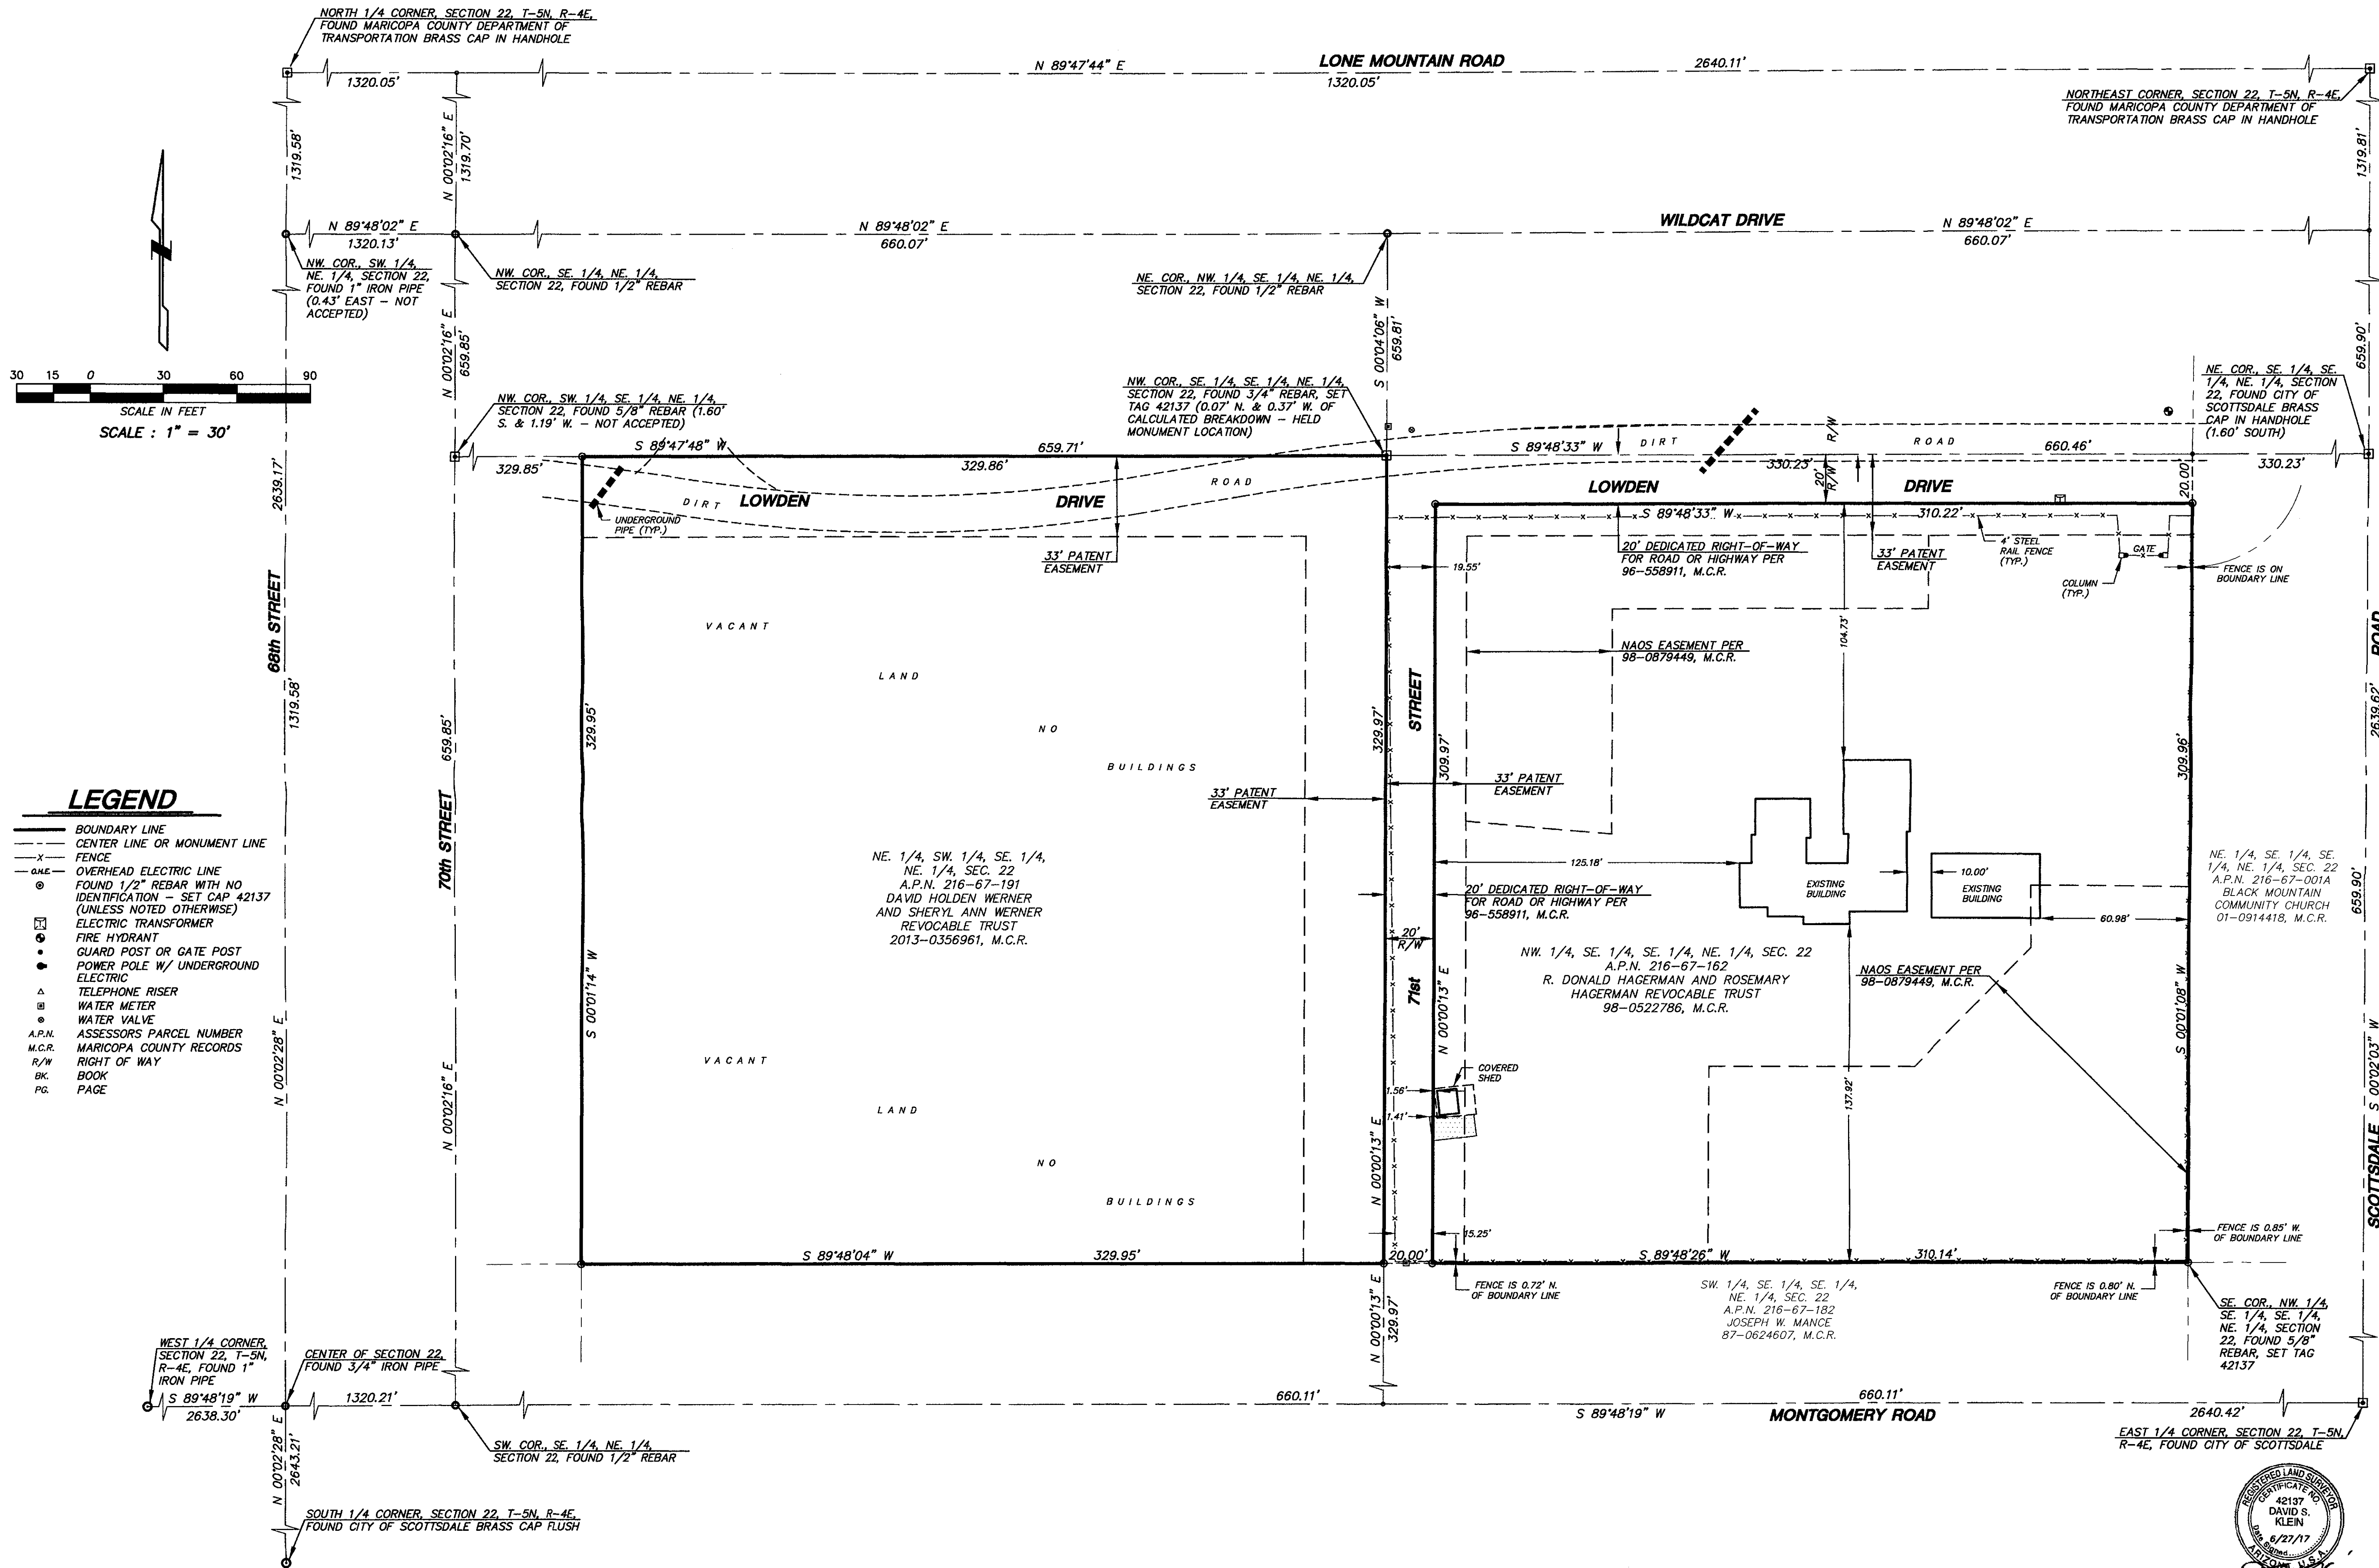 NORTH 1/4 CORNER, SECTION 22, T-5N, R-4E,
FOUND MARICOPA COUNTY DEPARTMENT OF
TRANSPORTATION BRASS CAP IN HANDHOLE
N 89°47'44" E
LONE MOUNTAIN ROAD
2640.11'
1320.05'
1320.05'
NORTHEAST CORNER, SECTION 22, T-5N, R-4E,
FOUND MARICOPA COUNTY DEPARTMENT OF
TRANSPORTATION BRASS CAP IN HANDHOLE
1319.58'
N 00°02'16" E
1319.70'
1319.81'
N 89°48'02" E
1320.13'
N 89°48'02" E
660.07'
WILDCAT DRIVE
N 89°48'02" E
660.07'
NW. COR., SW. 1/4,
NE. 1/4, SECTION 22,
FOUND 1" IRON PIPE
(0.43' EAST - NOT
ACCEPTED)
NW. COR., SE. 1/4, NE. 1/4,
SECTION 22, FOUND 1/2" REBAR
NE. COR., NW. 1/4, SE. 1/4, NE. 1/4,
SECTION 22, FOUND 1/2" REBAR
N 00°02'16" E
659.85'
S 00°04'06" W
659.81'
659.90'
30 15 0 30 60 90
SCALE IN FEET
SCALE : 1" = 30'
NW. COR., SW. 1/4, SE. 1/4, NE. 1/4,
SECTION 22, FOUND 5/8" REBAR (1.60'
S. & 1.19' W. - NOT ACCEPTED)
NW. COR., SE. 1/4, SE. 1/4, NE. 1/4,
SECTION 22, FOUND 3/4" REBAR, SET
TAG 42137 (0.07' N. & 0.37' W. OF
CALCULATED BREAKDOWN - HELD
MONUMENT LOCATION)
NE. COR., SE. 1/4, SE.
1/4, NE. 1/4, SECTION
22, FOUND CITY OF
SCOTTSDALE BRASS
CAP IN HANDHOLE
(1.60' SOUTH)
S 89°47'48" W
659.71'
329.85'
329.86'
S 89°48'33" W
DIRT
R/W
ROAD
660.46'
330.23'
330.23'
20'
R/W
20.00'
DIRT
ROAD
LOWDEN
DRIVE
LOWDEN
DRIVE
UNDERGROUND
PIPE (TYP.)
33' PATENT
EASEMENT
S 89°48'33" W
310.22'
20' DEDICATED RIGHT-OF-WAY
FOR ROAD OR HIGHWAY PER
96-558911, M.C.R.
33' PATENT
EASEMENT
4' STEEL
RAIL FENCE
(TYP.)
GATE
COLUMN
(TYP.)
FENCE IS ON
BOUNDARY LINE
19.55'
104.73'
2639.17'
68th STREET
1319.58'
N 00°02'28" E
70th STREET
659.85'
N 00°02'16" E
VACANT
LAND
NO
BUILDINGS
329.95'
S 00°01'14" W
NAOS EASEMENT PER
98-0879449, M.C.R.
STREET
329.97'
309.97'
309.96'
33' PATENT
EASEMENT
33' PATENT
EASEMENT
ROAD
2639.62'
LEGEND
BOUNDARY LINE
CENTER LINE OR MONUMENT LINE
X FENCE
O.H.E. OVERHEAD ELECTRIC LINE
FOUND 1/2" REBAR WITH NO
IDENTIFICATION - SET CAP 42137
(UNLESS NOTED OTHERWISE)
ELECTRIC TRANSFORMER
FIRE HYDRANT
GUARD POST OR GATE POST
POWER POLE W/ UNDERGROUND
ELECTRIC
TELEPHONE RISER
WATER METER
WATER VALVE
A.P.N. ASSESSORS PARCEL NUMBER
M.C.R. MARICOPA COUNTY RECORDS
R/W RIGHT OF WAY
BK. BOOK
PG. PAGE
NE. 1/4, SW. 1/4, SE. 1/4,
NE. 1/4, SEC. 22
A.P.N. 216-67-191
DAVID HOLDEN WERNER
AND SHERYL ANN WERNER
REVOCABLE TRUST
2013-0356961, M.C.R.
125.18'
EXISTING
BUILDING
10.00'
EXISTING
BUILDING
60.98'
NE. 1/4, SE. 1/4, SE.
1/4, NE. 1/4, SEC. 22
A.P.N. 216-67-001A
BLACK MOUNTAIN
COMMUNITY CHURCH
01-0914418, M.C.R.
659.90'
20' DEDICATED RIGHT-OF-WAY
FOR ROAD OR HIGHWAY PER
96-558911, M.C.R.
20'
R/W
71st
NW. 1/4, SE. 1/4, SE. 1/4, NE. 1/4, SEC. 22
A.P.N. 216-67-162
R. DONALD HAGERMAN AND ROSEMARY
HAGERMAN REVOCABLE TRUST
98-0522786, M.C.R.
NAOS EASEMENT PER
98-0879449, M.C.R.
N 00°00'13" E
S 00°01'08" W
S 00°02'03" W
SCOTTSDALE
VACANT
LAND
NO
BUILDINGS
COVERED
SHED
1.56'
1.41'
137.92'
N 00°00'13" E
15.25'
FENCE IS 0.85' W.
OF BOUNDARY LINE
S 89°48'04" W
329.95'
20.00'
S 89°48'26" W
310.14'
FENCE IS 0.72' N.
OF BOUNDARY LINE
SW. 1/4, SE. 1/4, SE. 1/4,
NE. 1/4, SEC. 22
A.P.N. 216-67-182
JOSEPH W. MANCE
87-0624607, M.C.R.
FENCE IS 0.80' N.
OF BOUNDARY LINE
SE. COR., NW. 1/4,
SE. 1/4, SE. 1/4,
NE. 1/4, SECTION
22, FOUND 5/8"
REBAR, SET TAG
42137
N 00°00'13" E
329.97'
WEST 1/4 CORNER,
SECTION 22, T-5N,
R-4E, FOUND 1"
IRON PIPE
CENTER OF SECTION 22,
FOUND 3/4" IRON PIPE
S 89°48'19" W
2638.30'
1320.21'
660.11'
660.11'
S 89°48'19" W
MONTGOMERY ROAD
2640.42'
N 00°02'28" E
2643.21'
SW. COR., SE. 1/4, NE. 1/4,
SECTION 22, FOUND 1/2" REBAR
EAST 1/4 CORNER, SECTION 22, T-5N,
R-4E, FOUND CITY OF SCOTTSDALE
SOUTH 1/4 CORNER, SECTION 22, T-5N, R-4E,
FOUND CITY OF SCOTTSDALE BRASS CAP FLUSH
REGISTERED LAND SURVEYOR
CERTIFICATE NO.
42137
DAVID S.
KLEIN
6/27/17
Date Signed
ARIZONA, U.S.A.